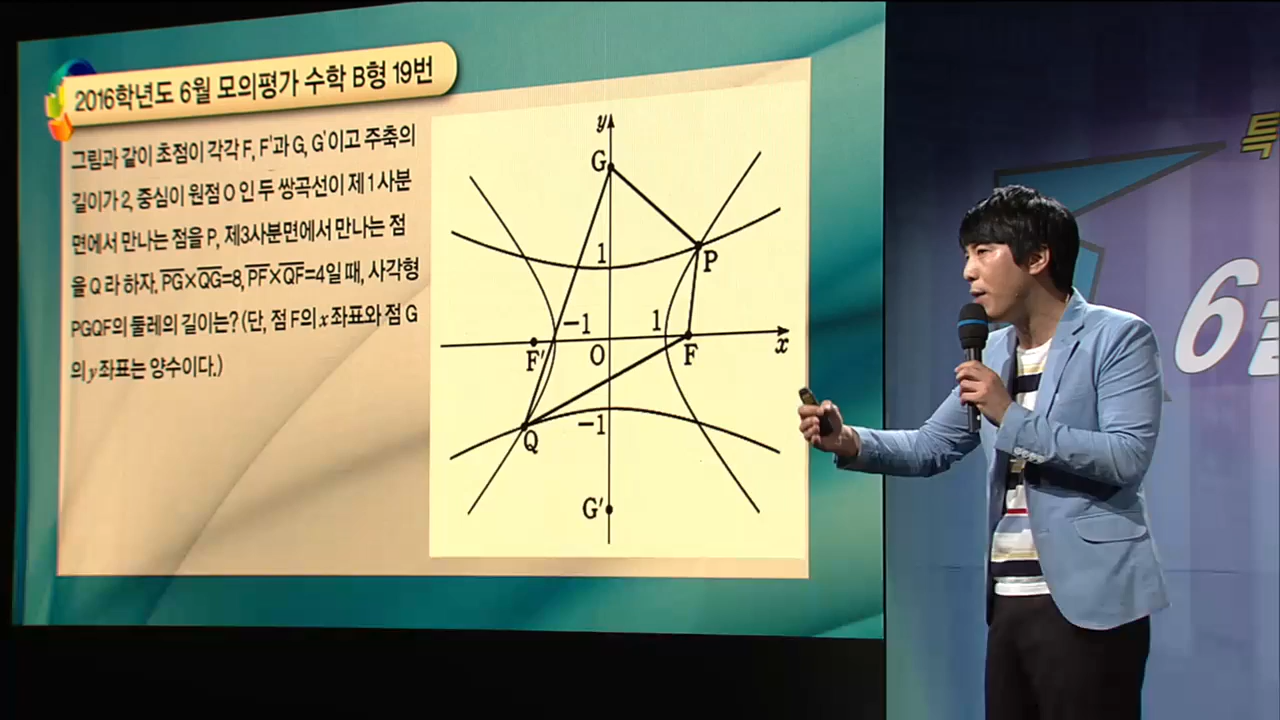 2016학년도 6월 모의평가 수학 B형 19번
그림과 같이 초점이 각각 F, F'과 G, G'이고 주축의
길이가 2, 중심이 원점 O 인 두 쌍곡선이 제1사분
면에서 만나는 점을 P, 제3사분면에서 만나는 점
을 Q 라 하자. P̅G̅×Q̅G̅=8, P̅F̅×Q̅F̅=4일 때, 사각형
PGQF의 둘레의 길이는? (단, 점 F의 x 좌표와 점 G
의 y 좌표는 양수이다.)
y
G
1
P
-1
1
F'
O
F
x
-1
Q
G'
특
6